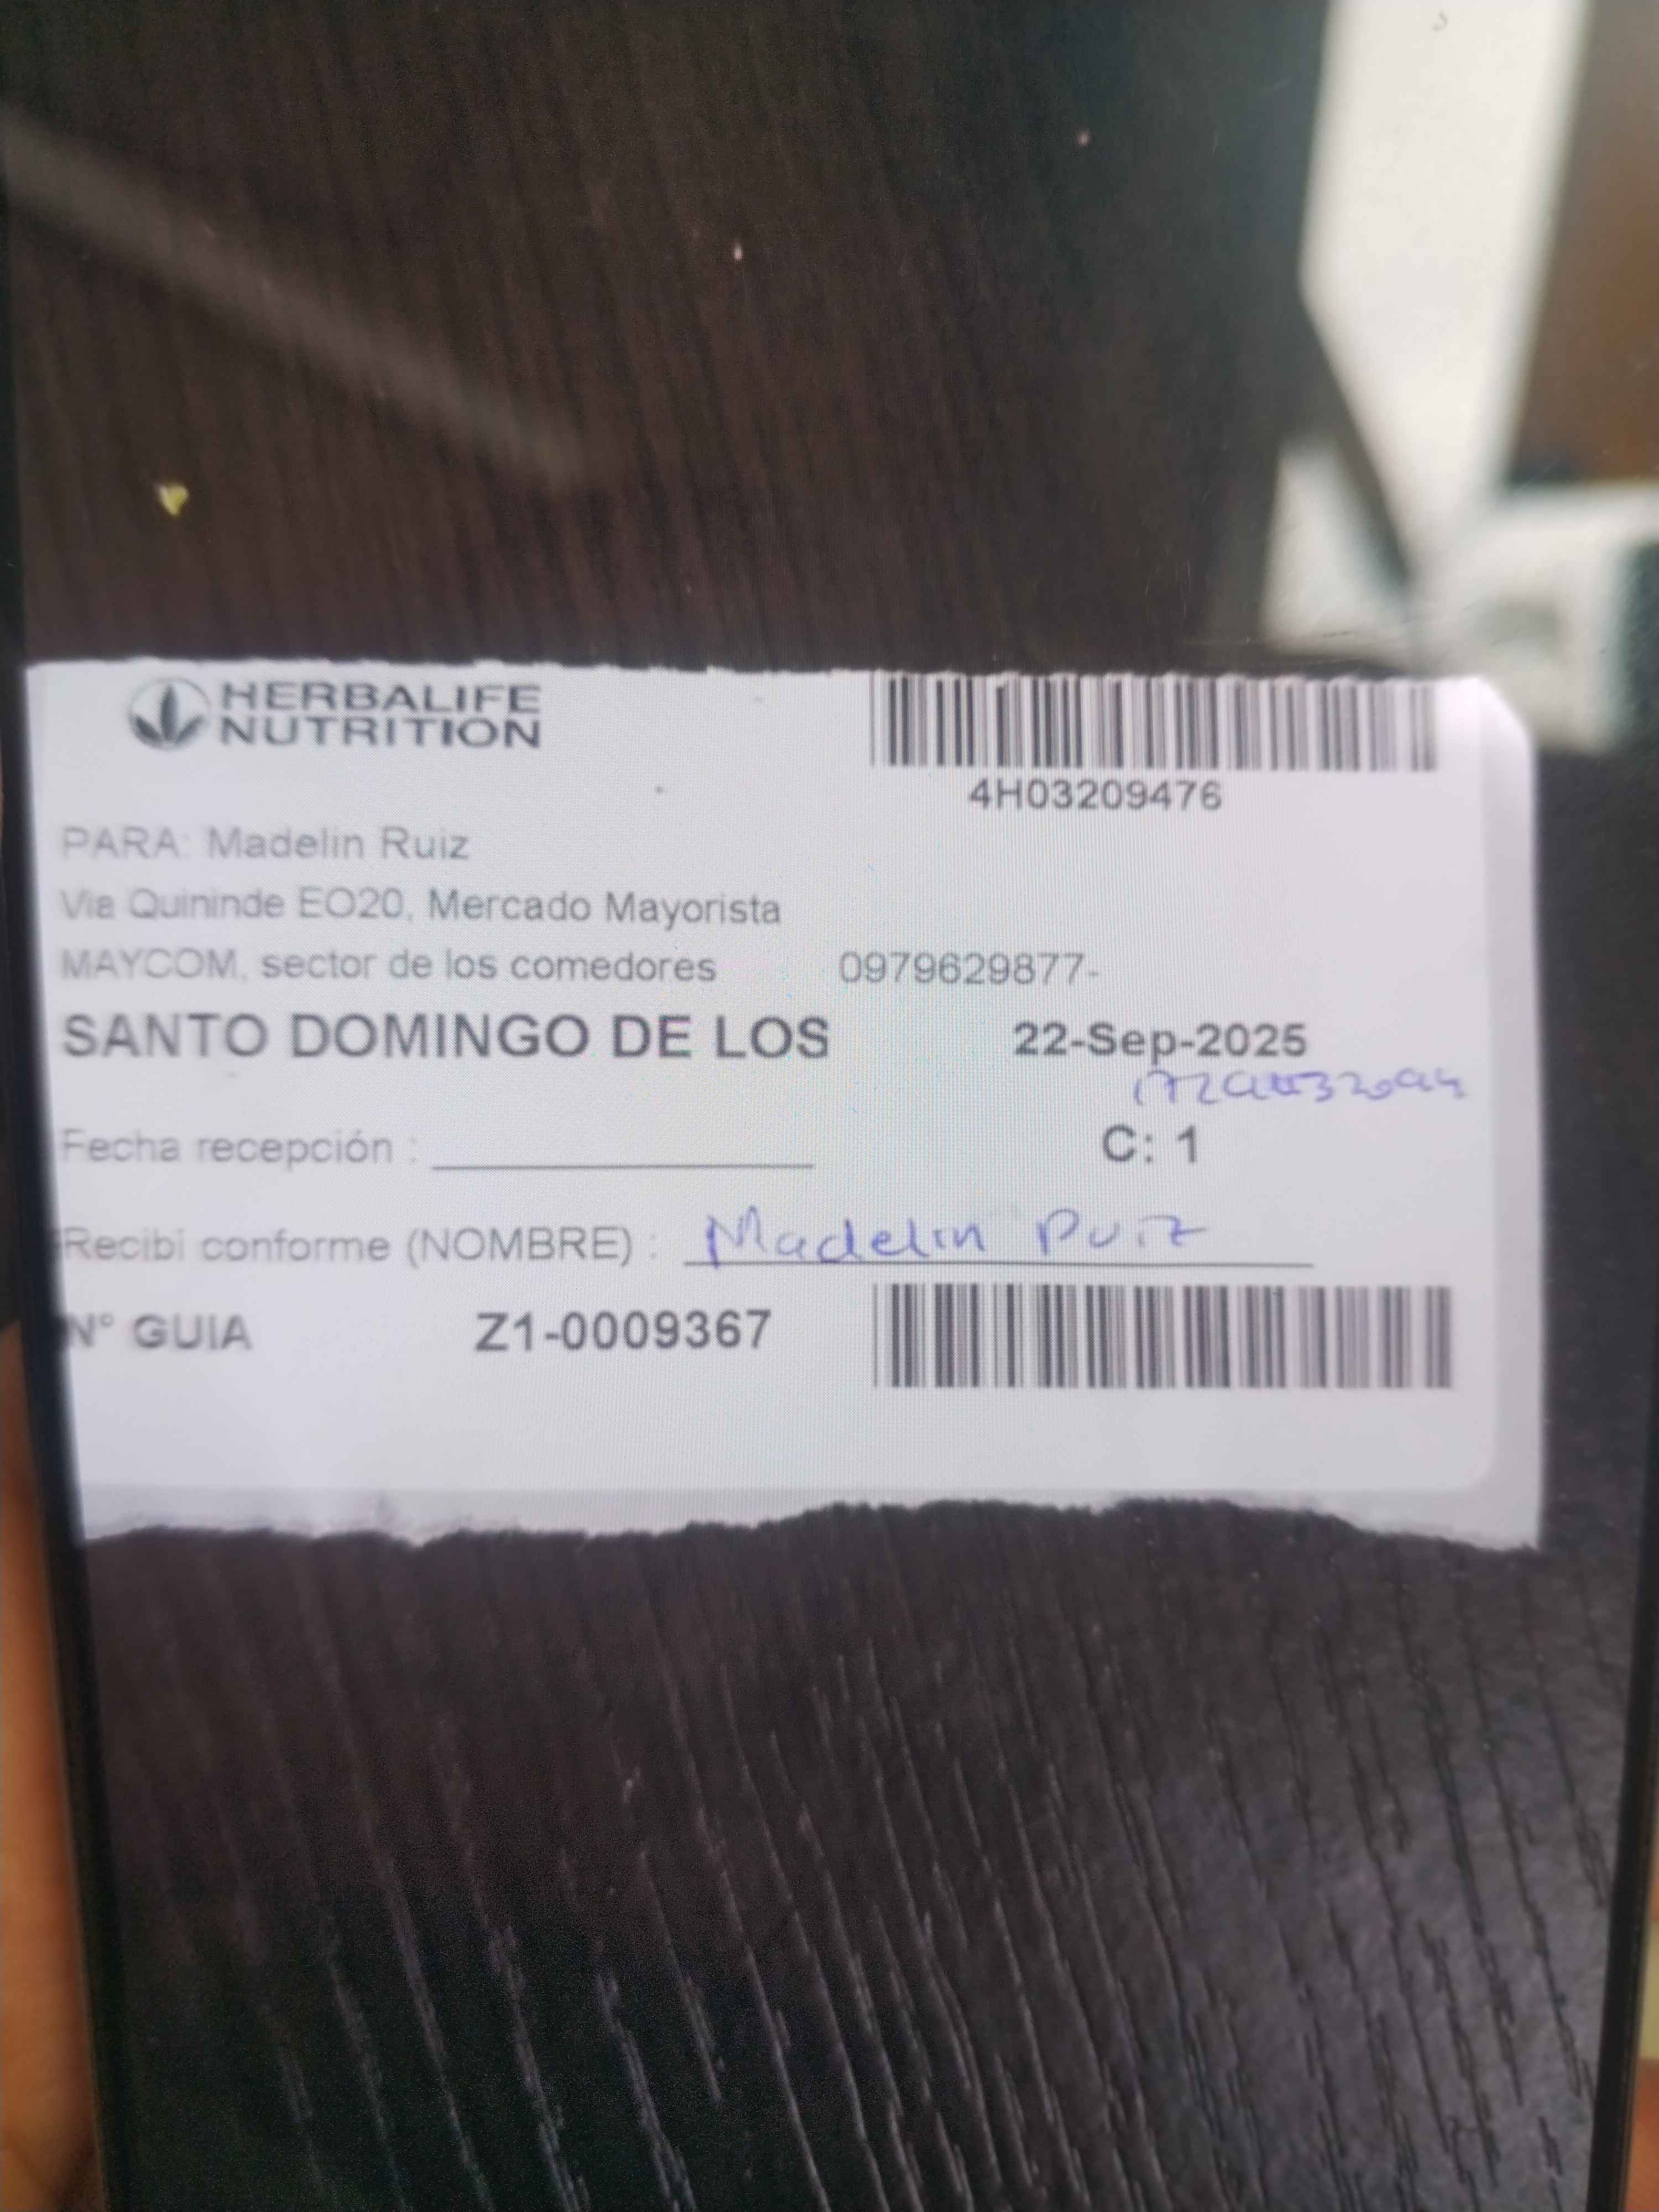 HERBALIFE
NUTRITION
4H03209476
PARA: Madelin Ruiz
Via Quininde EO20, Mercado Mayorista
MAYCOM, sector de los comedores 0979629877-
SANTO DOMINGO DE LOS 22-Sep-2025
Fecha recepción : C: 1
Recibi conforme (NOMBRE) : Madelin Ruiz
N° GUIA Z1-0009367